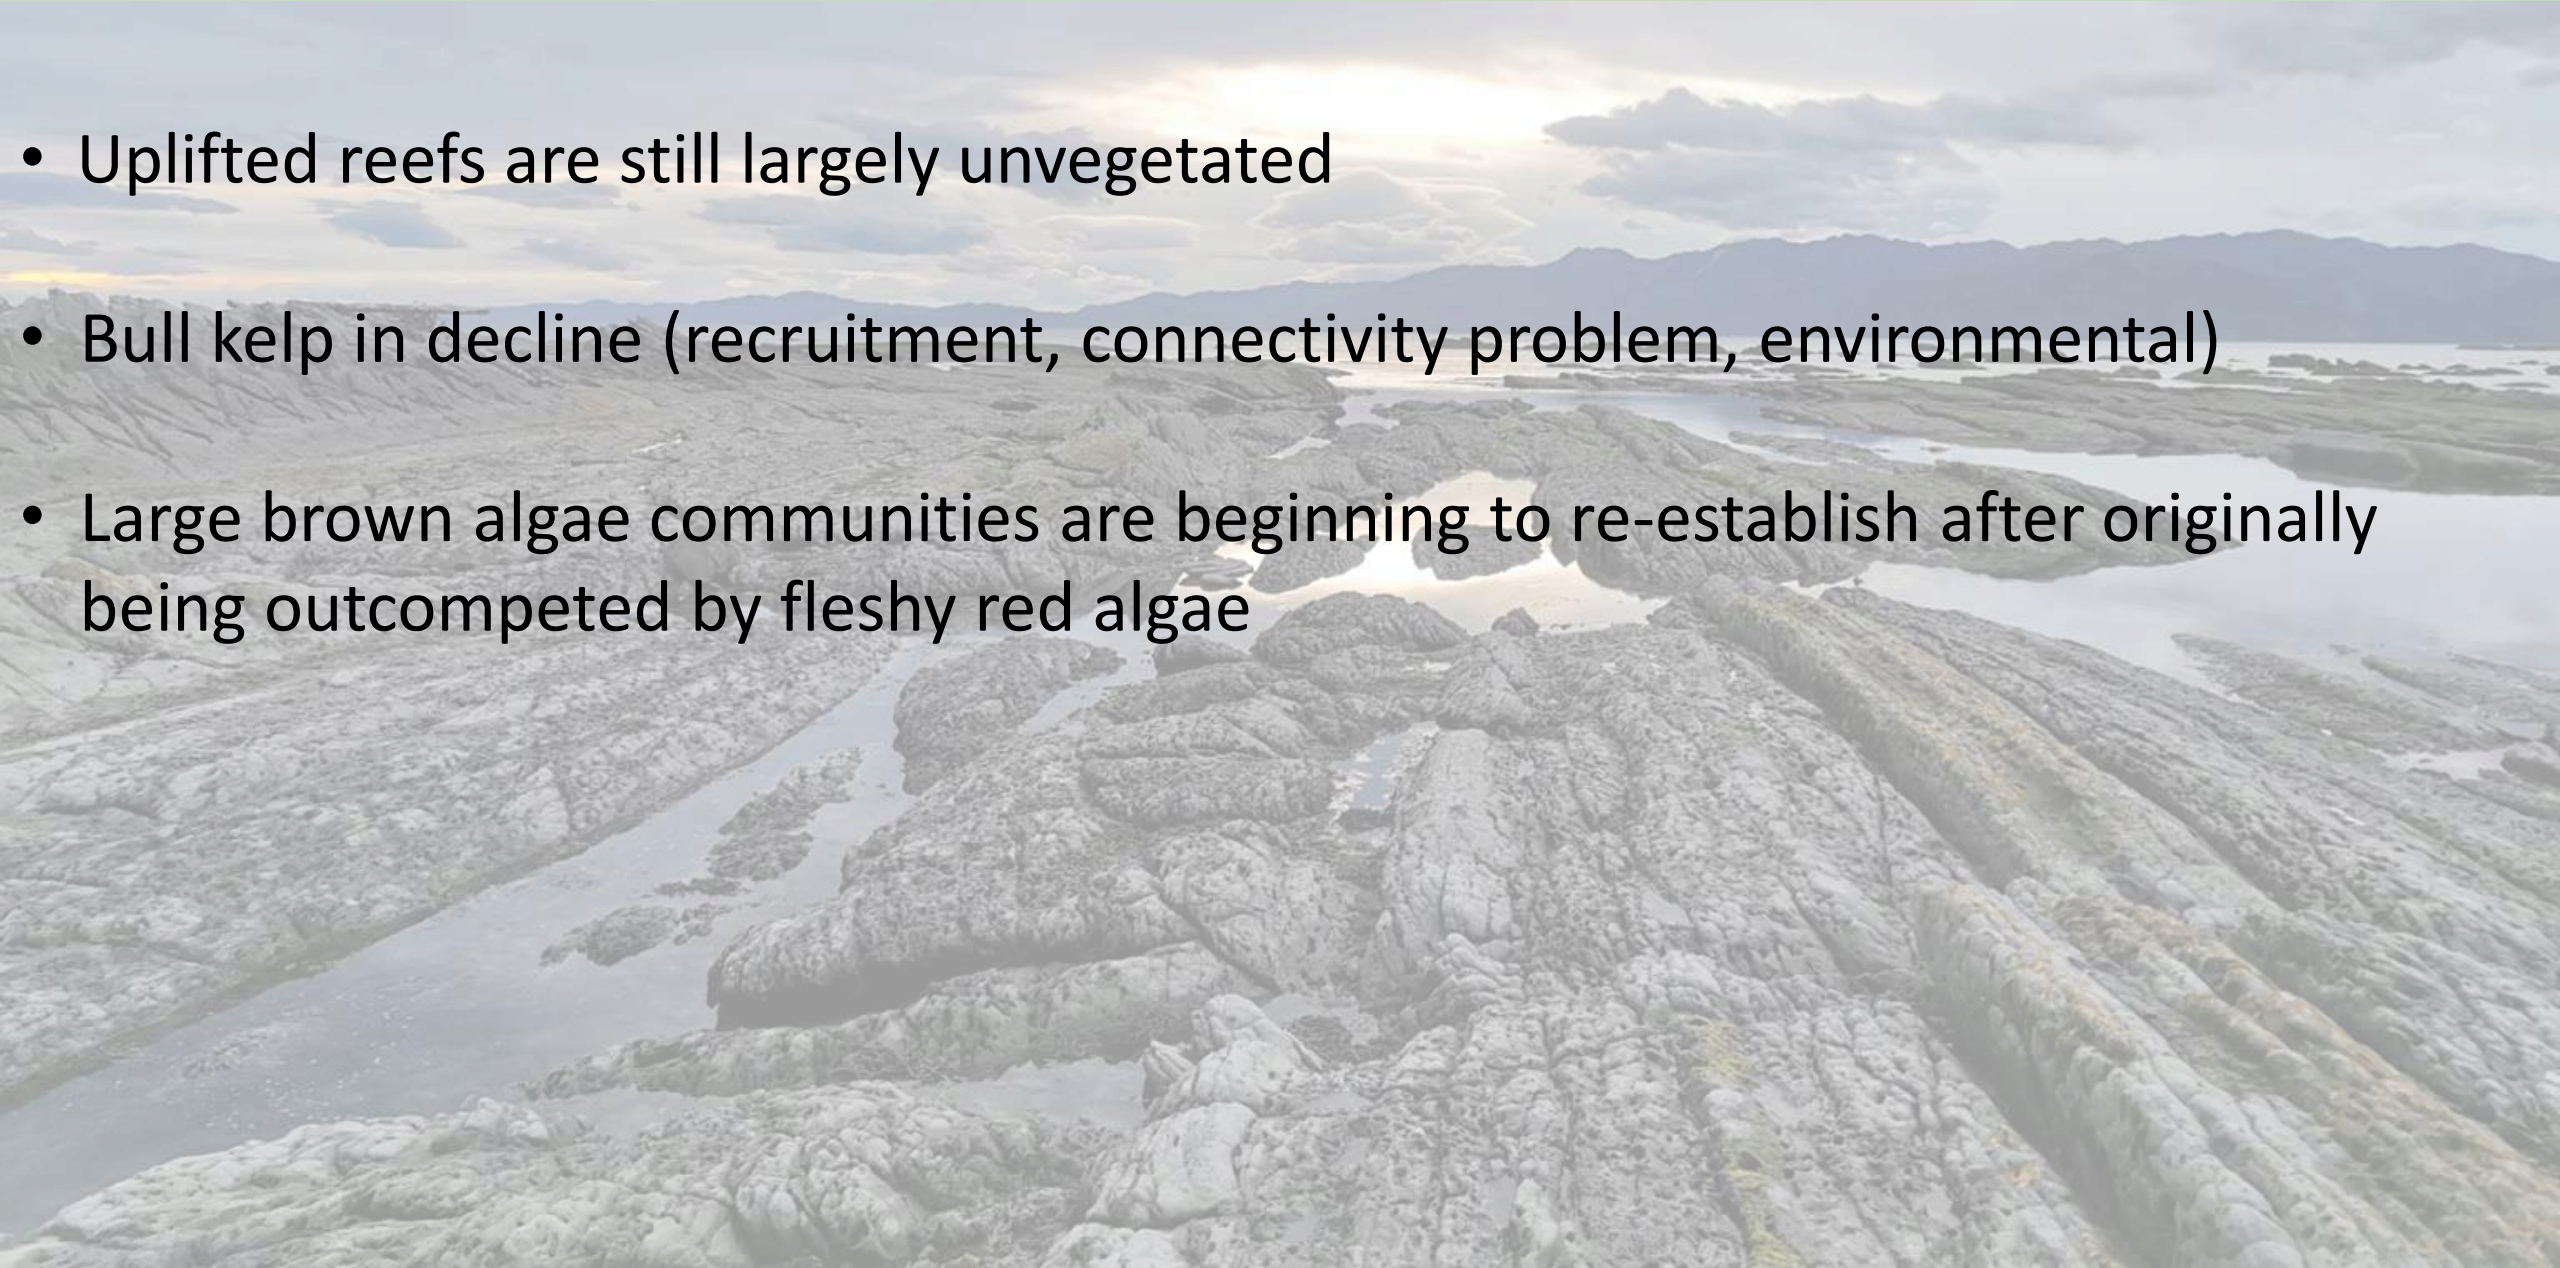 • Uplifted reefs are still largely unvegetated
• Bull kelp in decline (recruitment, connectivity problem, environmental)
• Large brown algae communities are beginning to re-establish after originally
being outcompeted by fleshy red algae